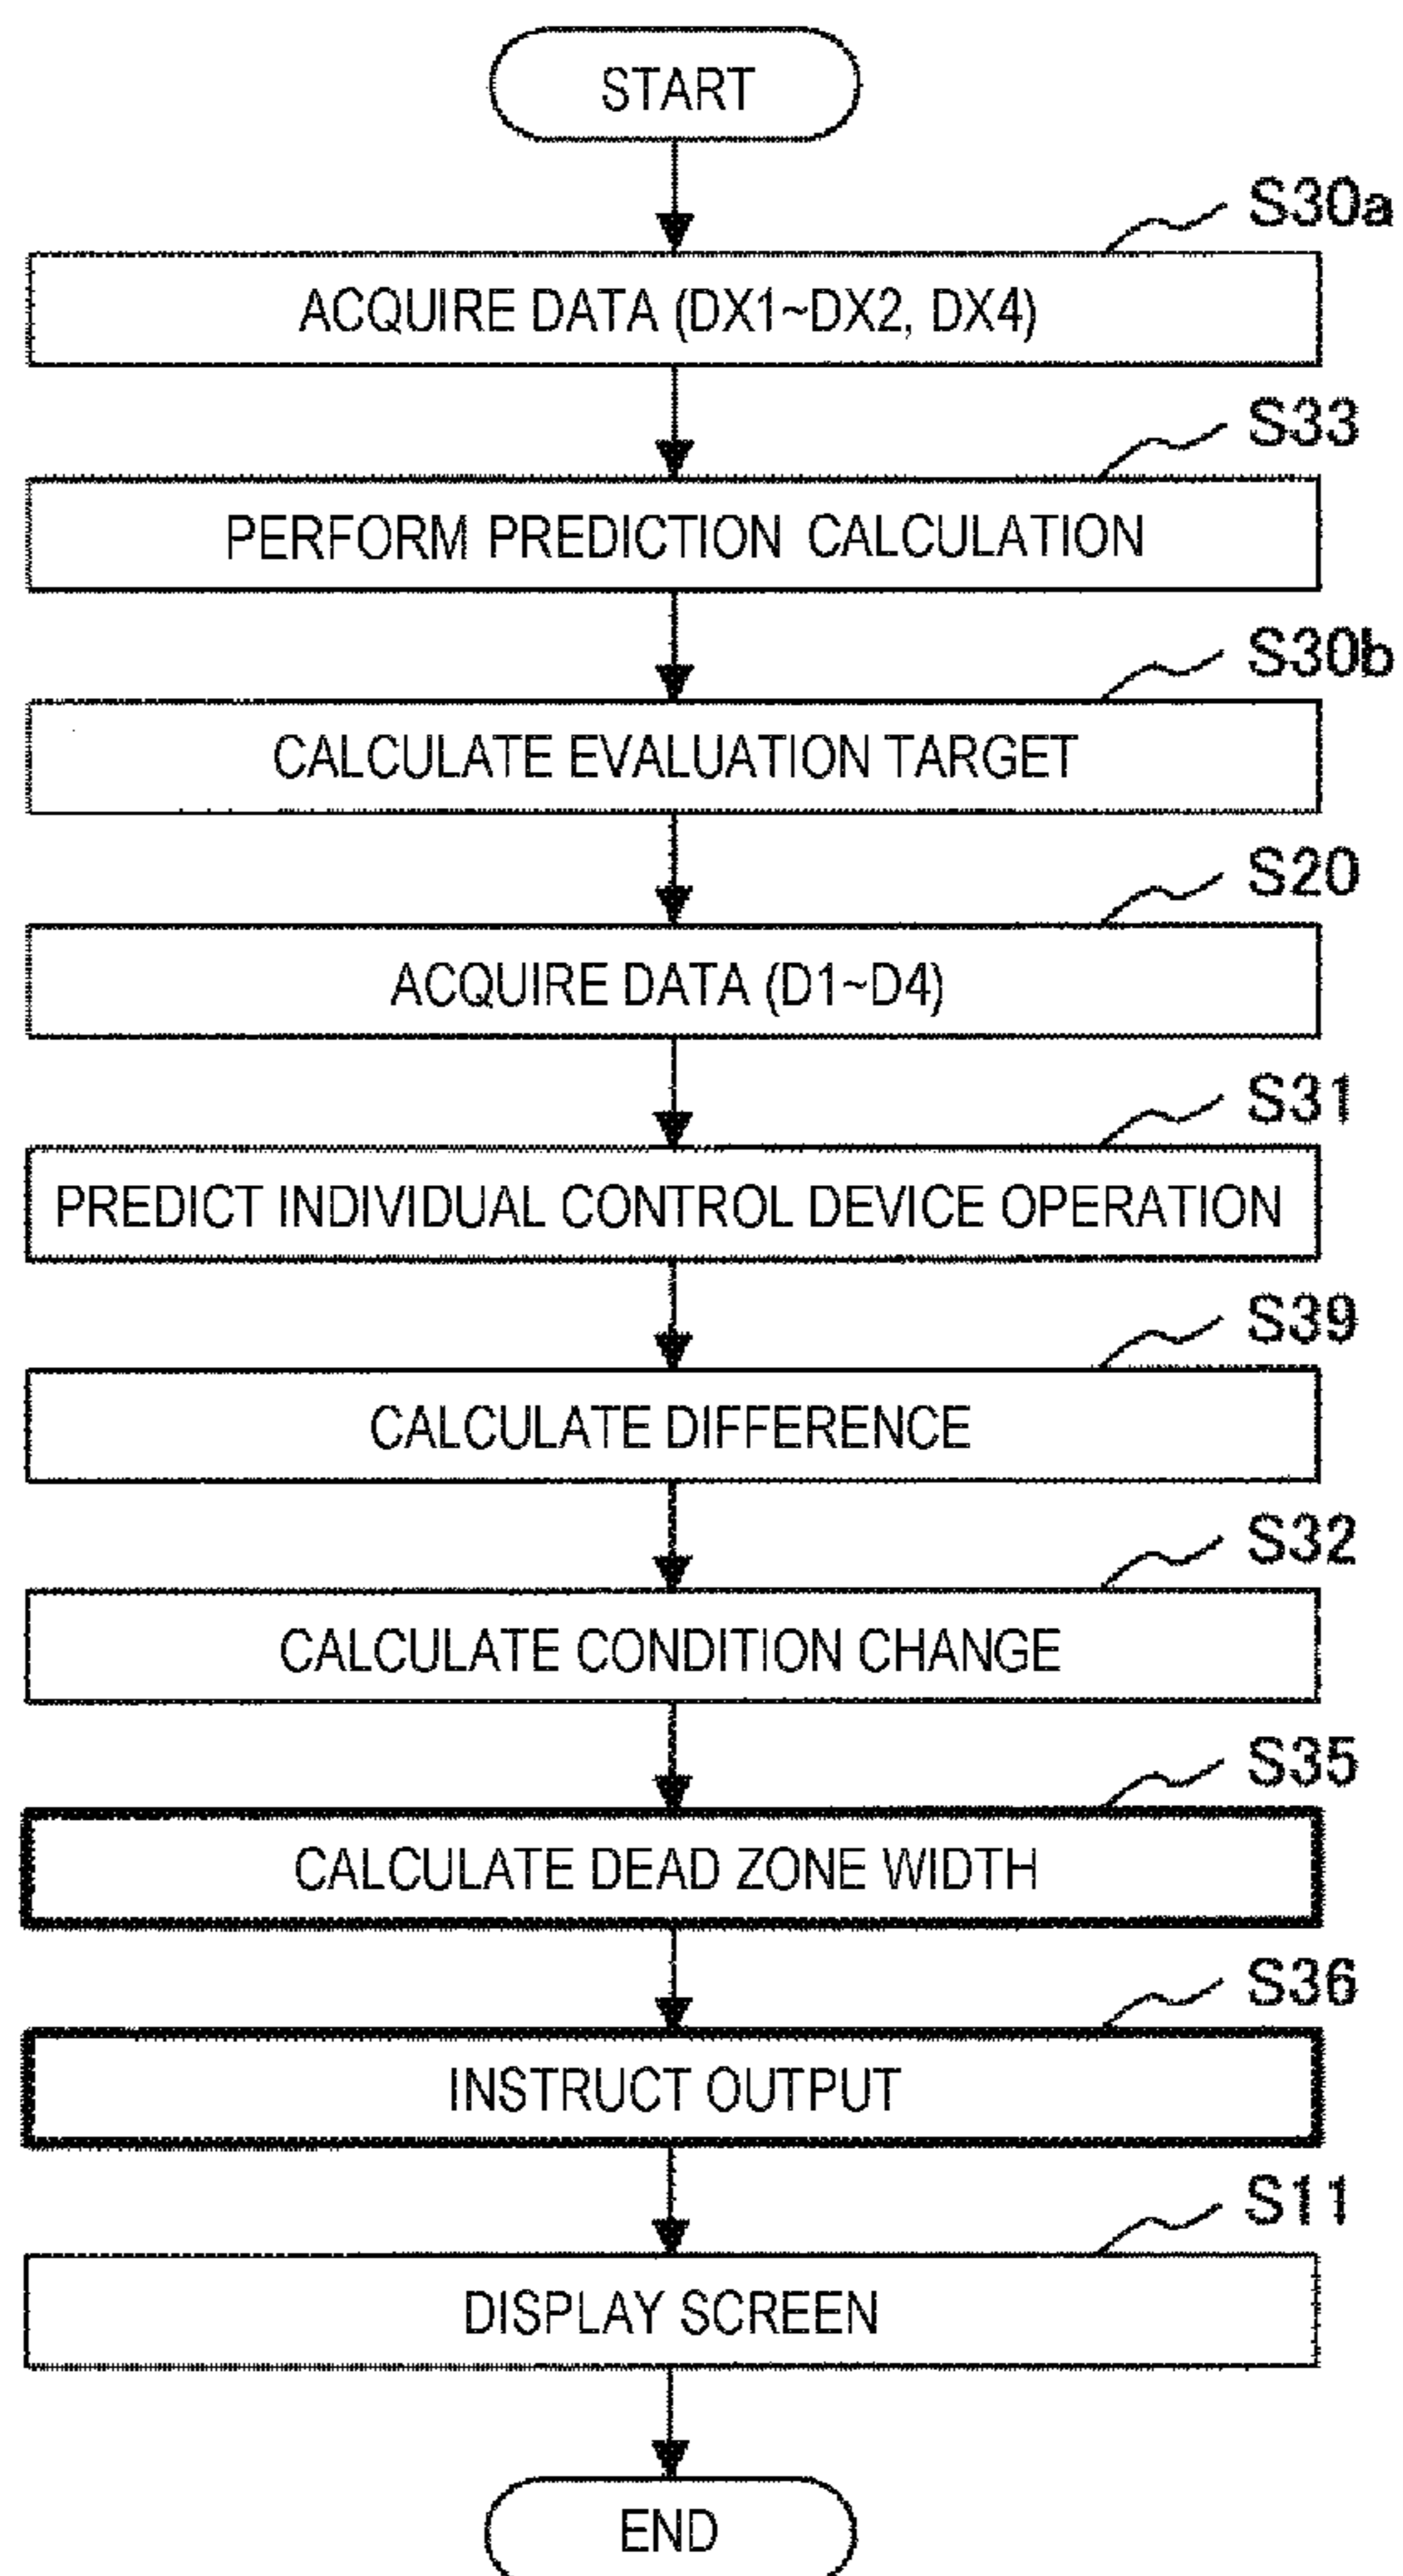 START
S30a
ACQUIRE DATA (DX1~DX2, DX4)
S33
PERFORM PREDICTION CALCULATION
S30b
CALCULATE EVALUATION TARGET
S20
ACQUIRE DATA (D1~D4)
S31
PREDICT INDIVIDUAL CONTROL DEVICE OPERATION
S39
CALCULATE DIFFERENCE
S32
CALCULATE CONDITION CHANGE
S35
CALCULATE DEAD ZONE WIDTH
S36
INSTRUCT OUTPUT
S11
DISPLAY SCREEN
END